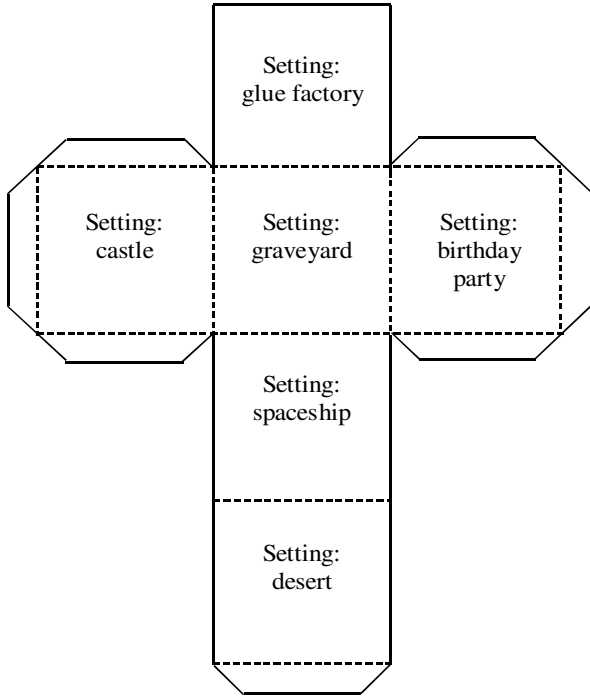 Setting:
glue factory
Setting:
castle
Setting:
graveyard
Setting:
birthday
party
Setting:
spaceship
Setting:
desert